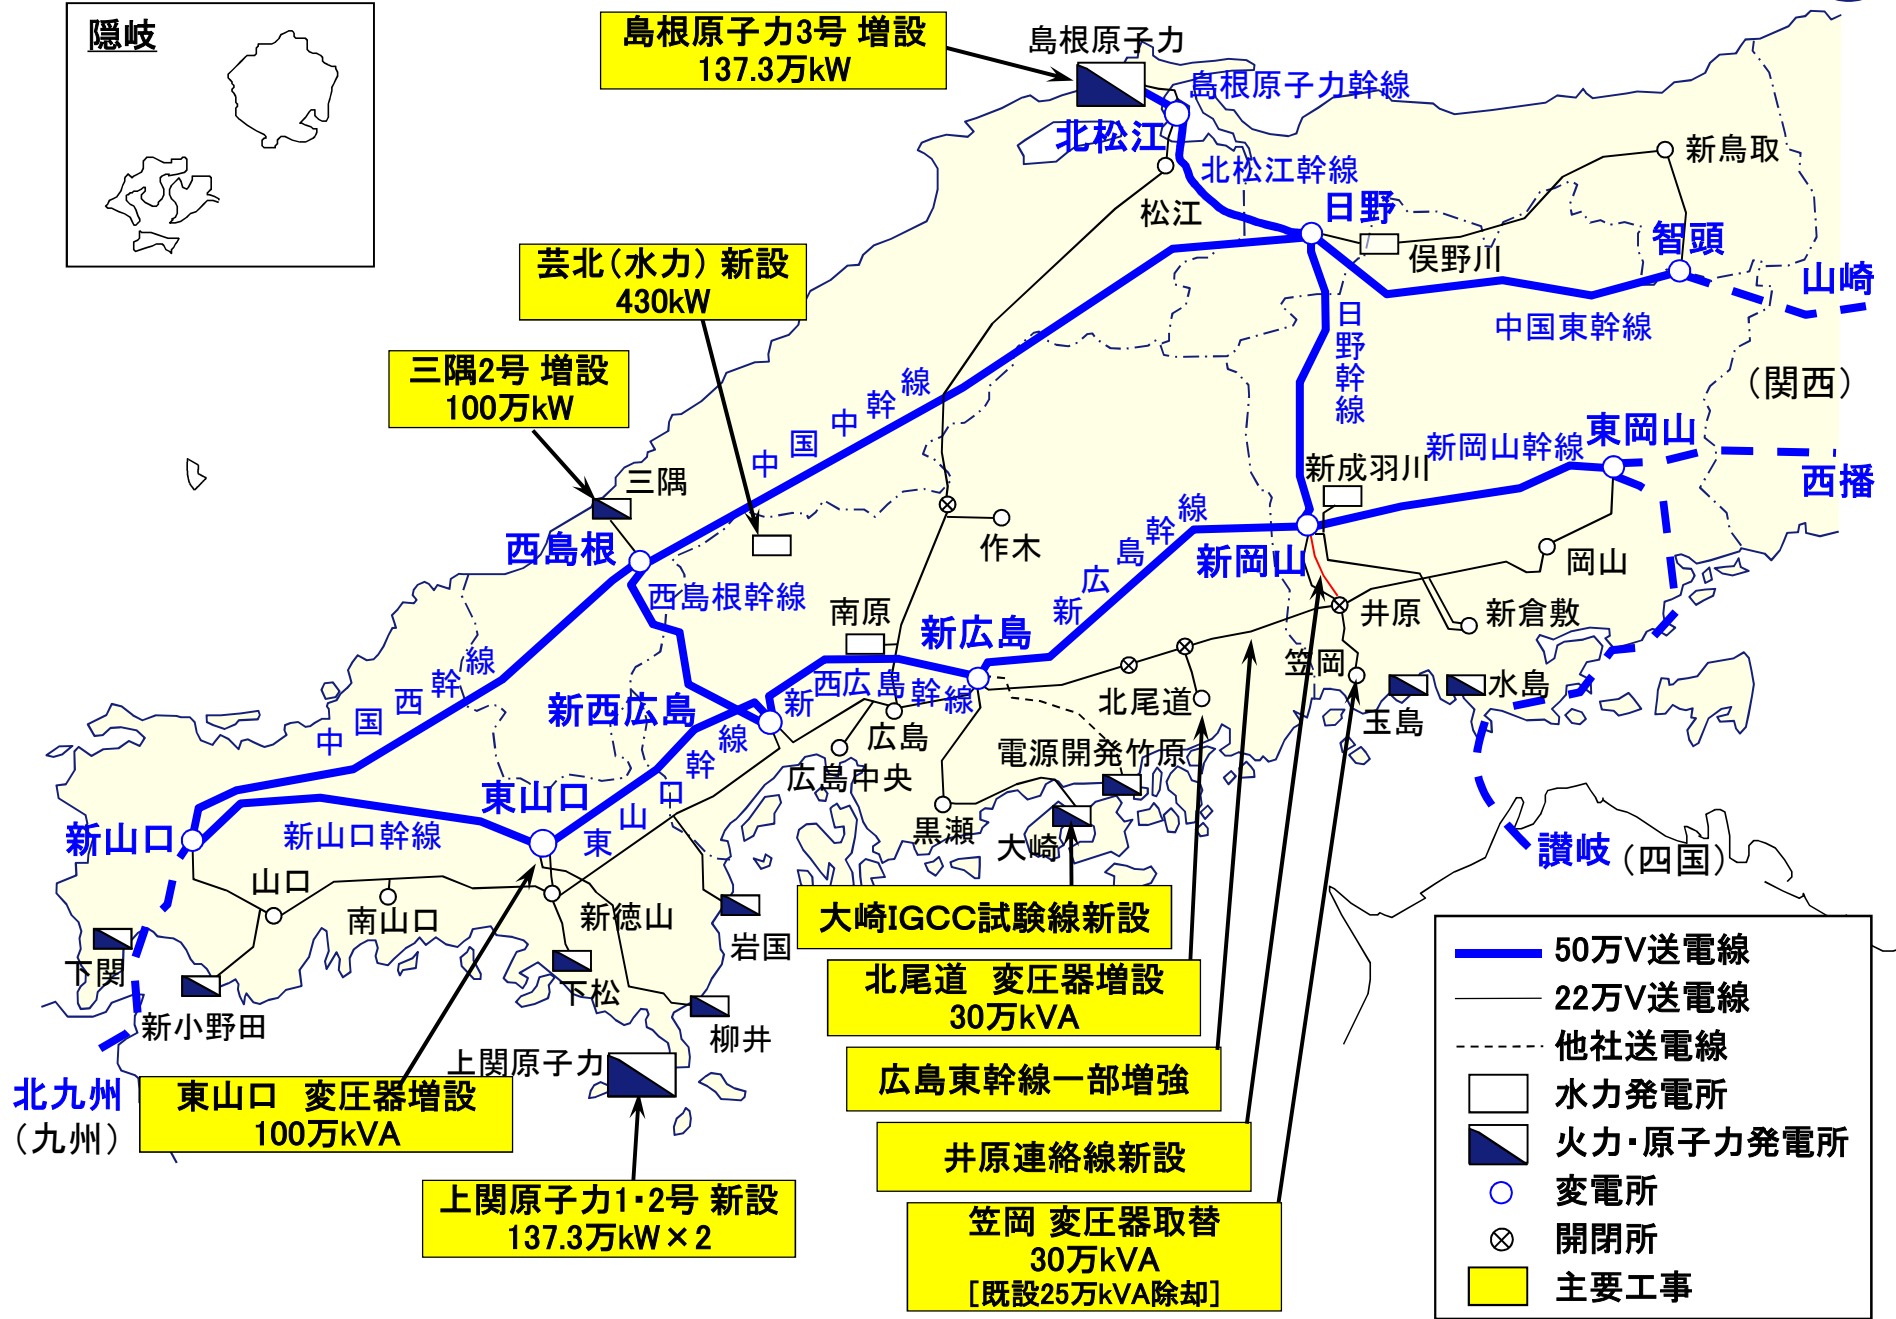 隠岐
島根原子力3号 増設
137.3万kW
島根原子力
島根原子力幹線
北松江
北松江幹線
新鳥取
松江
日野
智頭
俣野川
山崎
芸北（水力） 新設
430kW
日野幹線
中国東幹線
三隅2号 増設
100万kW
中国中幹線
（関西）
東岡山
新岡山幹線
新成羽川
西播
三隅
西島根
作木
新広島幹線
新岡山
岡山
西島根幹線
南原
新広島
井原
新倉敷
中国西幹線
笠岡
新西広島
新西広島幹線
北尾道
水島
玉島
広島
広島中央
電源開発竹原
東山口
東山口幹線
新山口
新山口幹線
黒瀬
大崎
讃岐
（四国）
山口
南山口
新徳山
岩国
大崎IGCC試験線新設
下関
下松
新小野田
柳井
北尾道　変圧器増設
30万kVA
上関原子力
広島東幹線一部増強
北九州
（九州）
東山口　変圧器増設
100万kVA
井原連絡線新設
上関原子力1・2号 新設
137.3万kW×2
笠岡 変圧器取替
30万kVA
[既設25万kVA除却]
50万V送電線
22万V送電線
他社送電線
水力発電所
火力・原子力発電所
変電所
開閉所
主要工事